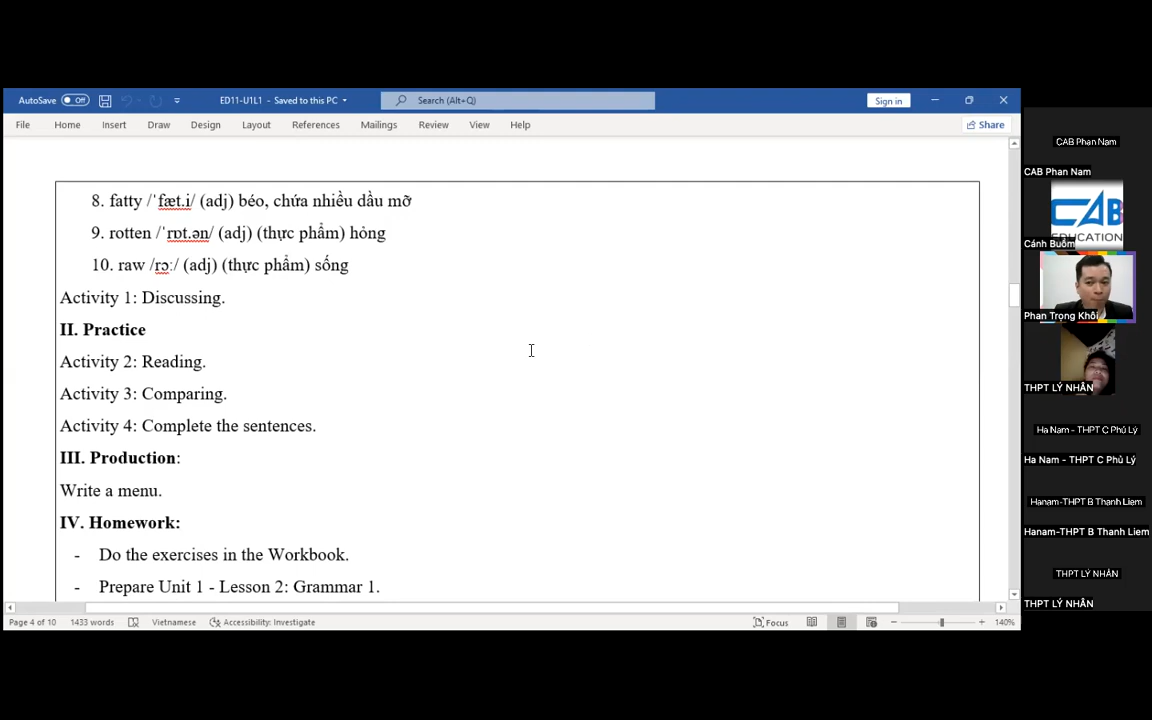 AutoSave Off ED11-U1L1 - Saved to this PC Search (Alt+Q) Sign in
File Home Insert Draw Design Layout References Mailings Review View Help Share
8. fatty /ˈfæt.i/ (adj) béo, chứa nhiều dầu mỡ
9. rotten /ˈrɒt.ən/ (adj) (thực phẩm) hỏng
10. raw /rɔː/ (adj) (thực phẩm) sống
Activity 1: Discussing.
II. Practice
Activity 2: Reading.
Activity 3: Comparing.
Activity 4: Complete the sentences.
III. Production:
Write a menu.
IV. Homework:
- Do the exercises in the Workbook.
- Prepare Unit 1 - Lesson 2: Grammar 1.
Page 4 of 10 1433 words Vietnamese Accessibility: Investigate Focus 140%
CAB Phan Nam
CAB Phan Nam
CAB
EDUCATION
Cánh Buồm
Phan Trọng Khôi
THPT LÝ NHÂN
Ha Nam - THPT C Phủ Lý
Ha Nam - THPT C Phủ Lý
Hanam-THPT B Thanh Liem
Hanam-THPT B Thanh Liem
THPT LÝ NHÂN
THPT LÝ NHÂN